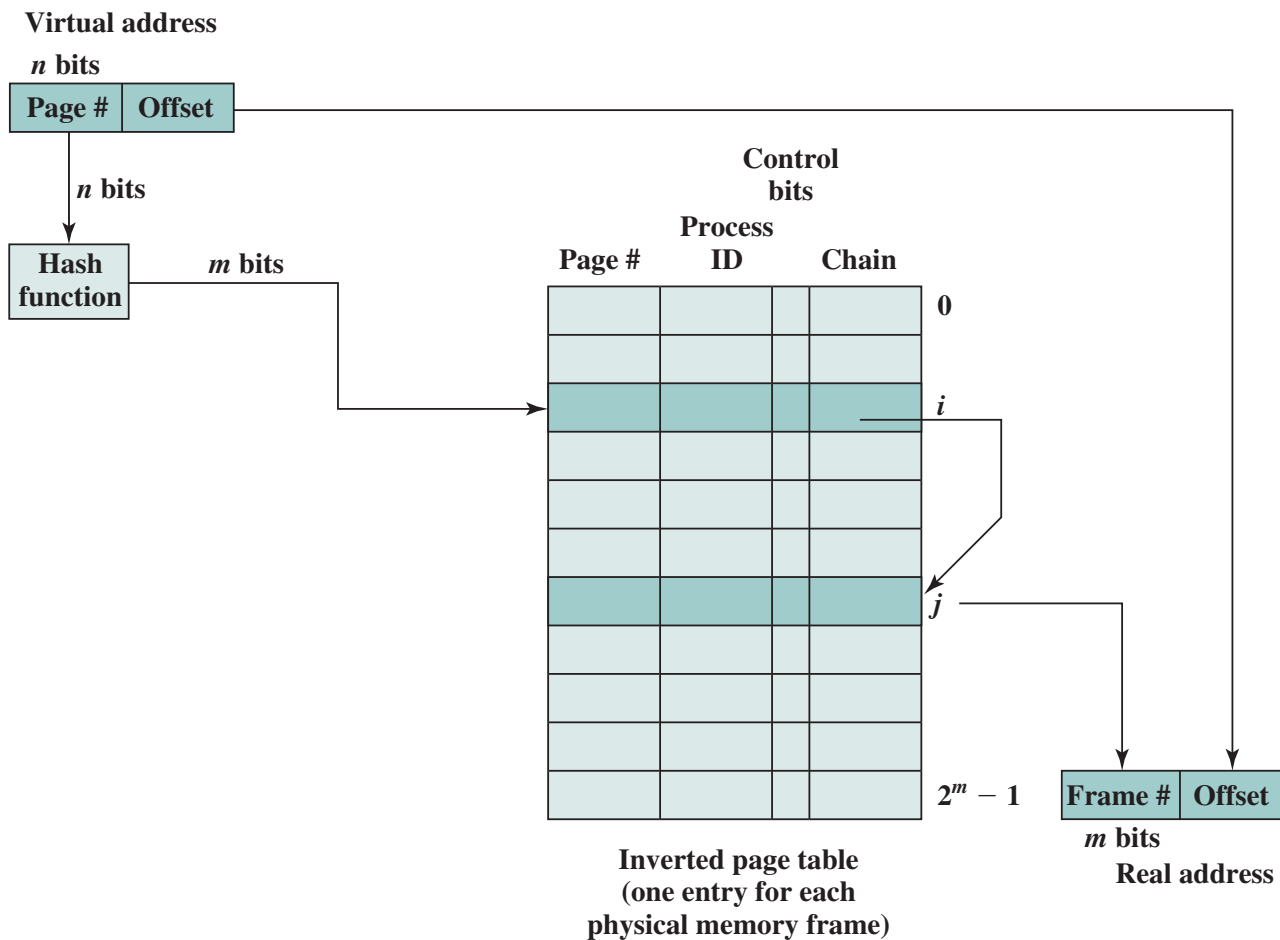 Virtual address
n bits
Page # Offset
n bits
Hash
function
m bits
Control
bits
Process
Page # ID Chain
0
i
j
2^m − 1
Frame # Offset
m bits
Real address
Inverted page table
(one entry for each
physical memory frame)